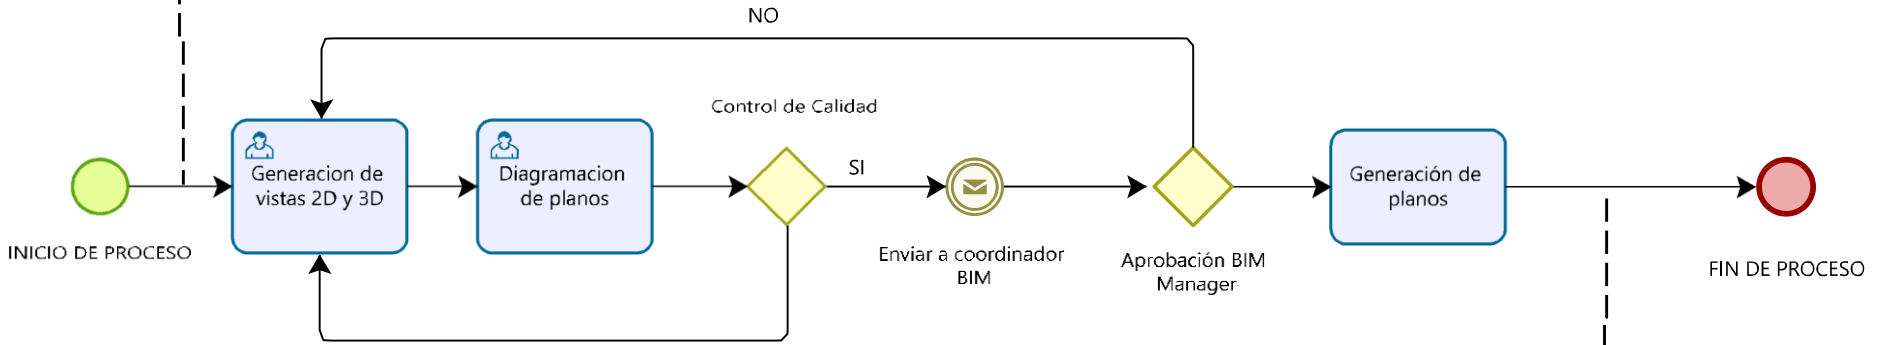 NO
Control de Calidad
SI
Generacion de
vistas 2D y 3D
Diagramacion
de planos
Generación de
planos
INICIO DE PROCESO
Enviar a coordinador
BIM
Aprobación BIM
Manager
FIN DE PROCESO